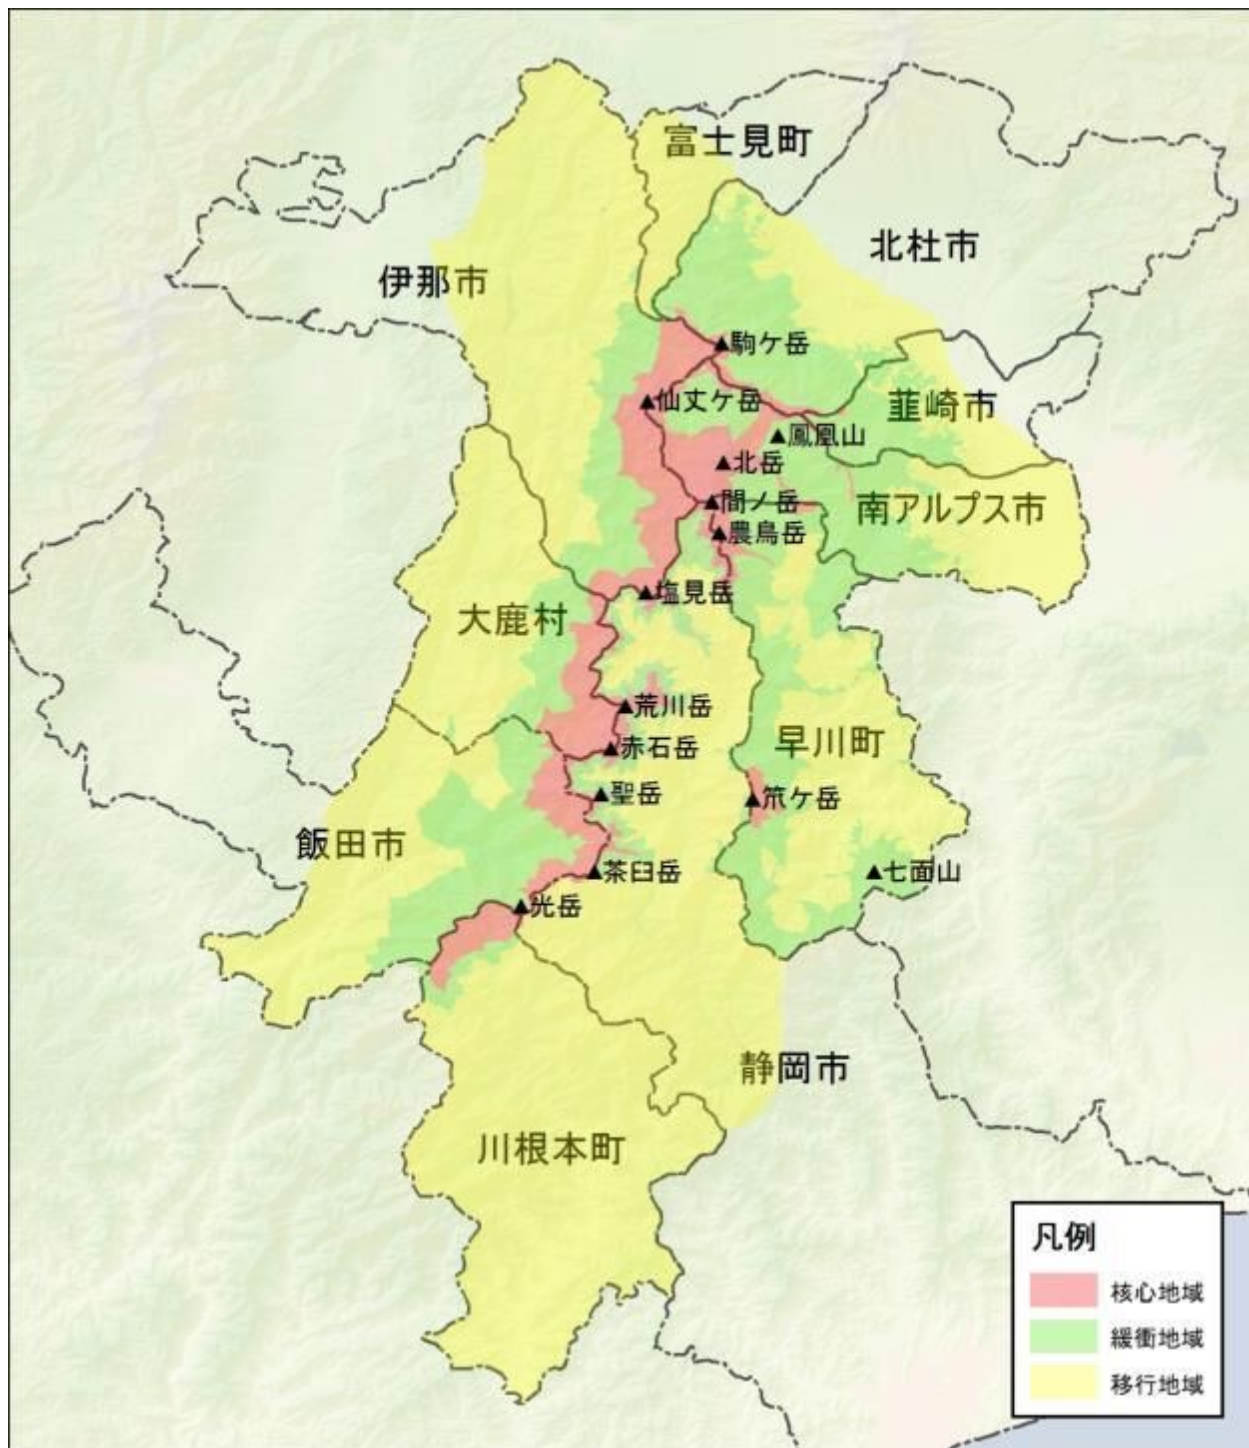 富士見町
北杜市
伊那市
▲駒ケ岳
▲仙丈ケ岳
韮崎市
▲鳳凰山
▲北岳
▲間ノ岳
南アルプス市
▲農鳥岳
▲塩見岳
大鹿村
▲荒川岳
早川町
▲赤石岳
▲聖岳
▲笊ケ岳
飯田市
▲茶臼岳
▲七面山
▲光岳
静岡市
川根本町
凡例
核心地域
緩衝地域
移行地域